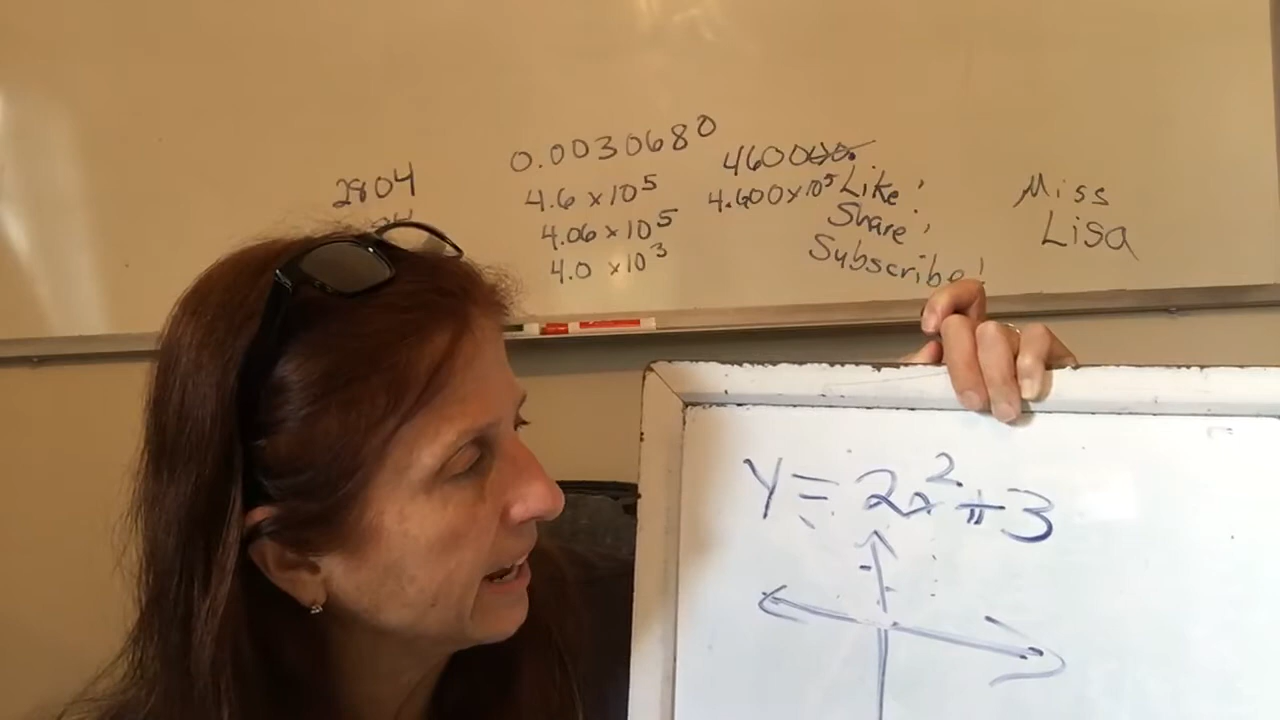 2804
0.0030680
4.6 x 10⁵
4.06 x 10⁵
4.0 x 10³
460000.
4.600 x 10⁵
Like!
Share!
Subscribe!
Miss
Lisa
y = 2x² + 3